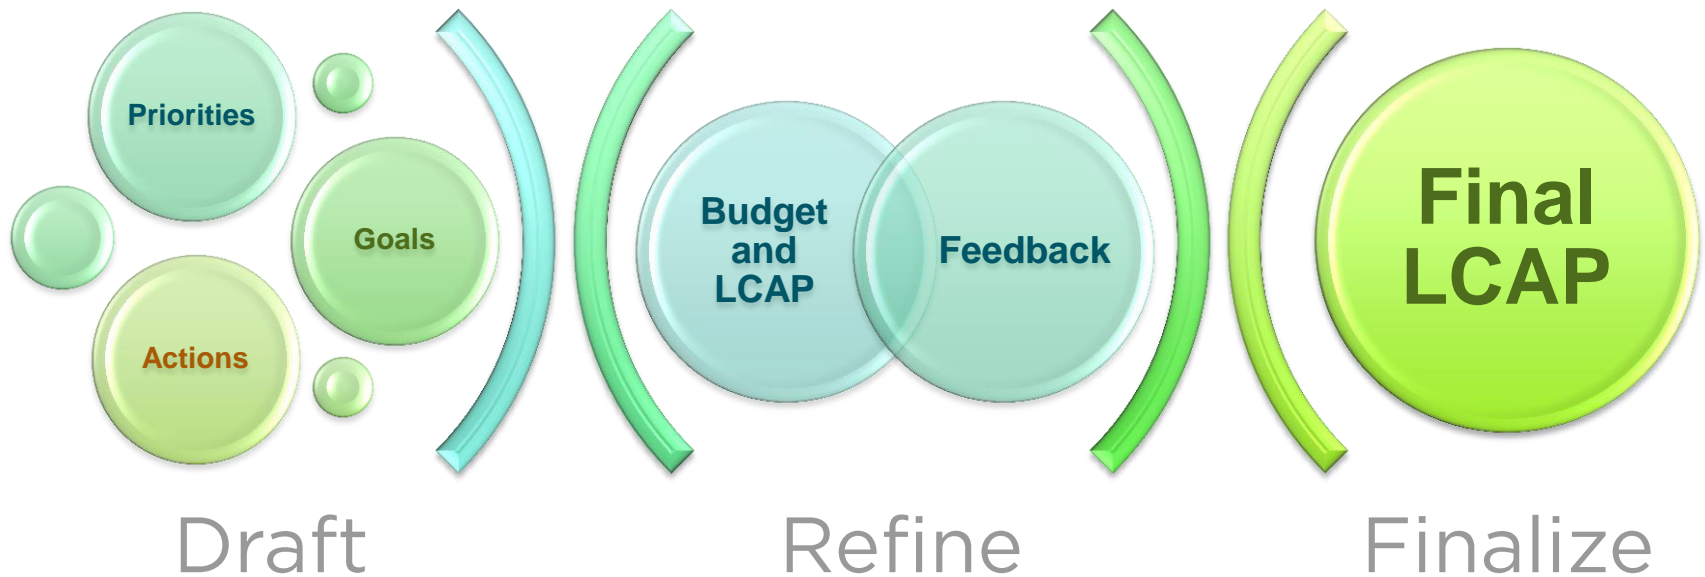 Priorities
Goals
Actions
Budget
and
LCAP
Feedback
Final
LCAP
Draft
Refine
Finalize